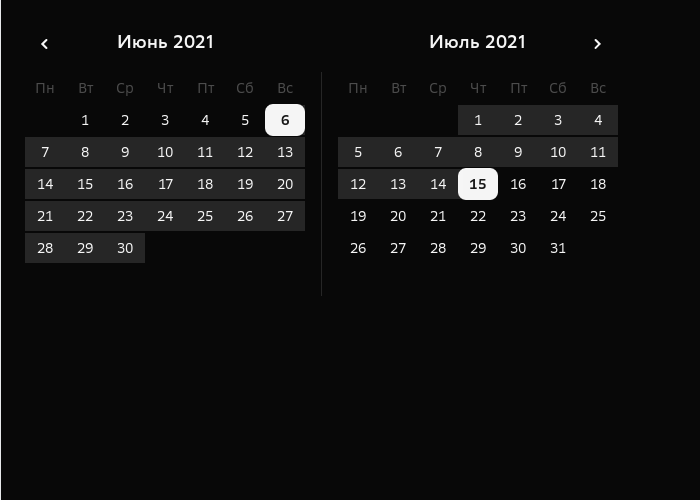 Июнь 2021
Пн Вт Ср Чт Пт Сб Вс
1 2 3 4 5 6
7 8 9 10 11 12 13
14 15 16 17 18 19 20
21 22 23 24 25 26 27
28 29 30
Июль 2021
Пн Вт Ср Чт Пт Сб Вс
1 2 3 4
5 6 7 8 9 10 11
12 13 14 15 16 17 18
19 20 21 22 23 24 25
26 27 28 29 30 31